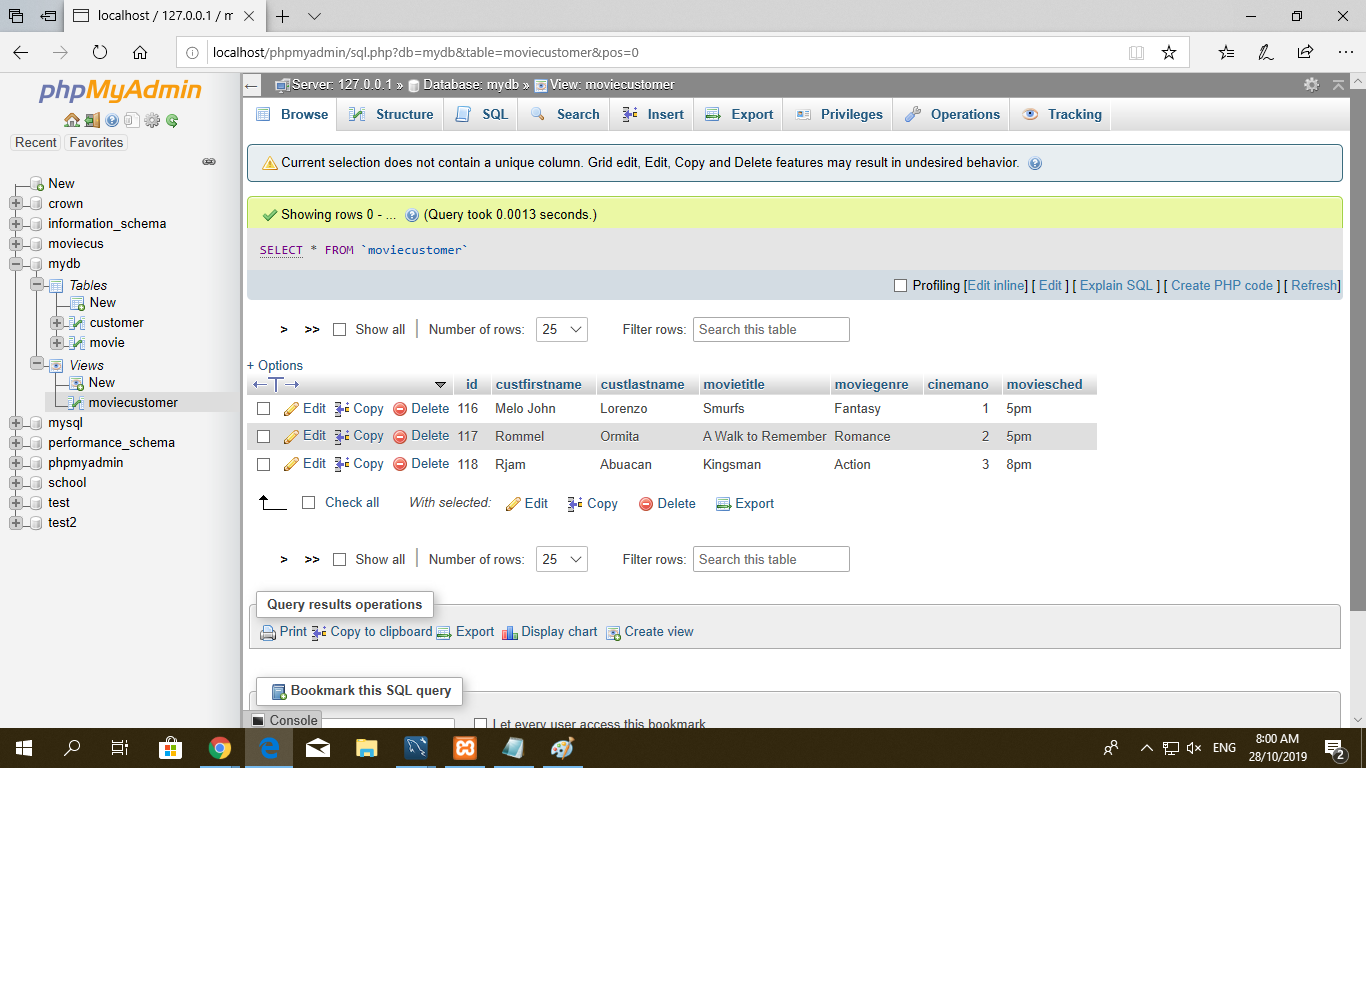 localhost / 127.0.0.1 / m
localhost/phpmyadmin/sql.php?db=mydb&table=moviecustomer&pos=0
phpMyAdmin
Recent Favorites
New
crown
information_schema
moviecus
mydb
Tables
New
customer
movie
Views
New
moviecustomer
mysql
performance_schema
phpmyadmin
school
test
test2
Server: 127.0.0.1 » Database: mydb » View: moviecustomer
Browse Structure SQL Search Insert Export Privileges Operations Tracking
Current selection does not contain a unique column. Grid edit, Edit, Copy and Delete features may result in undesired behavior.
Showing rows 0 - ... (Query took 0.0013 seconds.)
SELECT * FROM `moviecustomer`
Profiling [Edit inline] [ Edit ] [ Explain SQL ] [ Create PHP code ] [ Refresh]
> >> Show all | Number of rows: 25 Filter rows: Search this table
+ Options
id custfirstname custlastname movietitle moviegenre cinemano moviesched
Edit Copy Delete 116 Melo John Lorenzo Smurfs Fantasy 1 5pm
Edit Copy Delete 117 Rommel Ormita A Walk to Remember Romance 2 5pm
Edit Copy Delete 118 Rjam Abuacan Kingsman Action 3 8pm
Check all With selected: Edit Copy Delete Export
> >> Show all | Number of rows: 25 Filter rows: Search this table
Query results operations
Print Copy to clipboard Export Display chart Create view
Bookmark this SQL query
Console
Let every user access this bookmark
ENG
8:00 AM
28/10/2019
2